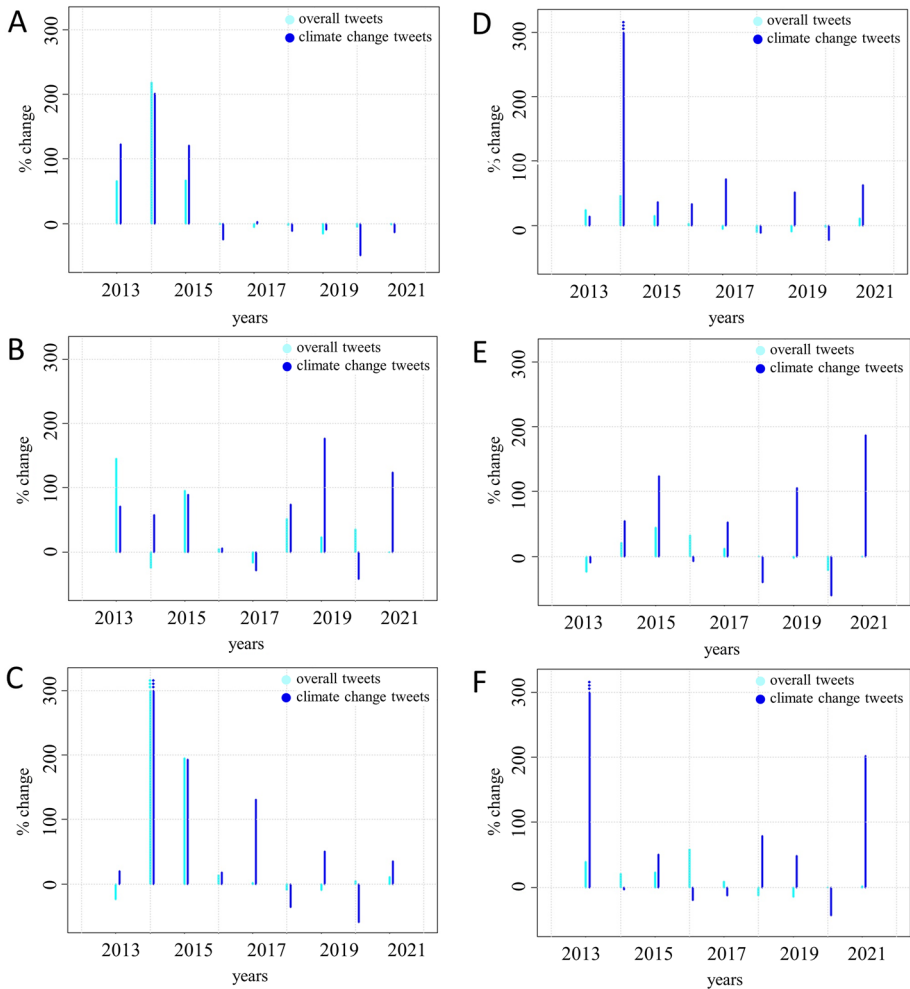 A
overall tweets
climate change tweets
% change
300
200
100
0
2013 2015 2017 2019 2021
years
D
overall tweets
climate change tweets
% change
300
200
100
0
2013 2015 2017 2019 2021
years
B
overall tweets
climate change tweets
% change
300
200
100
0
2013 2015 2017 2019 2021
years
E
overall tweets
climate change tweets
% change
300
200
100
0
2013 2015 2017 2019 2021
years
C
overall tweets
climate change tweets
% change
300
200
100
0
2013 2015 2017 2019 2021
years
F
overall tweets
climate change tweets
% change
300
200
100
0
2013 2015 2017 2019 2021
years